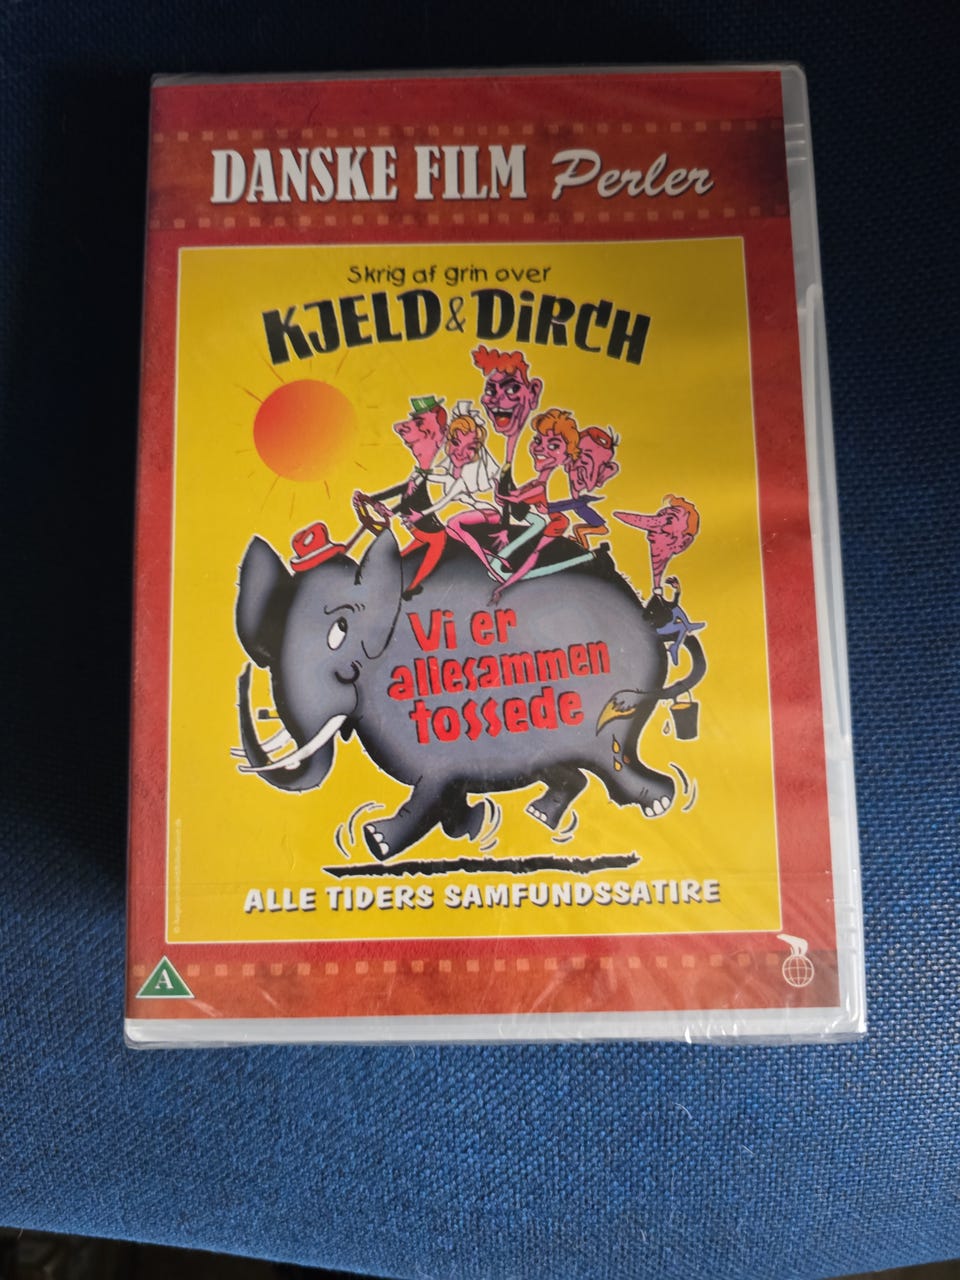 DANSKE FILM Perler
Skrig af grin over
KJELD & DIRCH
Vi er
allesammen
tossede
ALLE TIDERS SAMFUNDSSATIRE
A